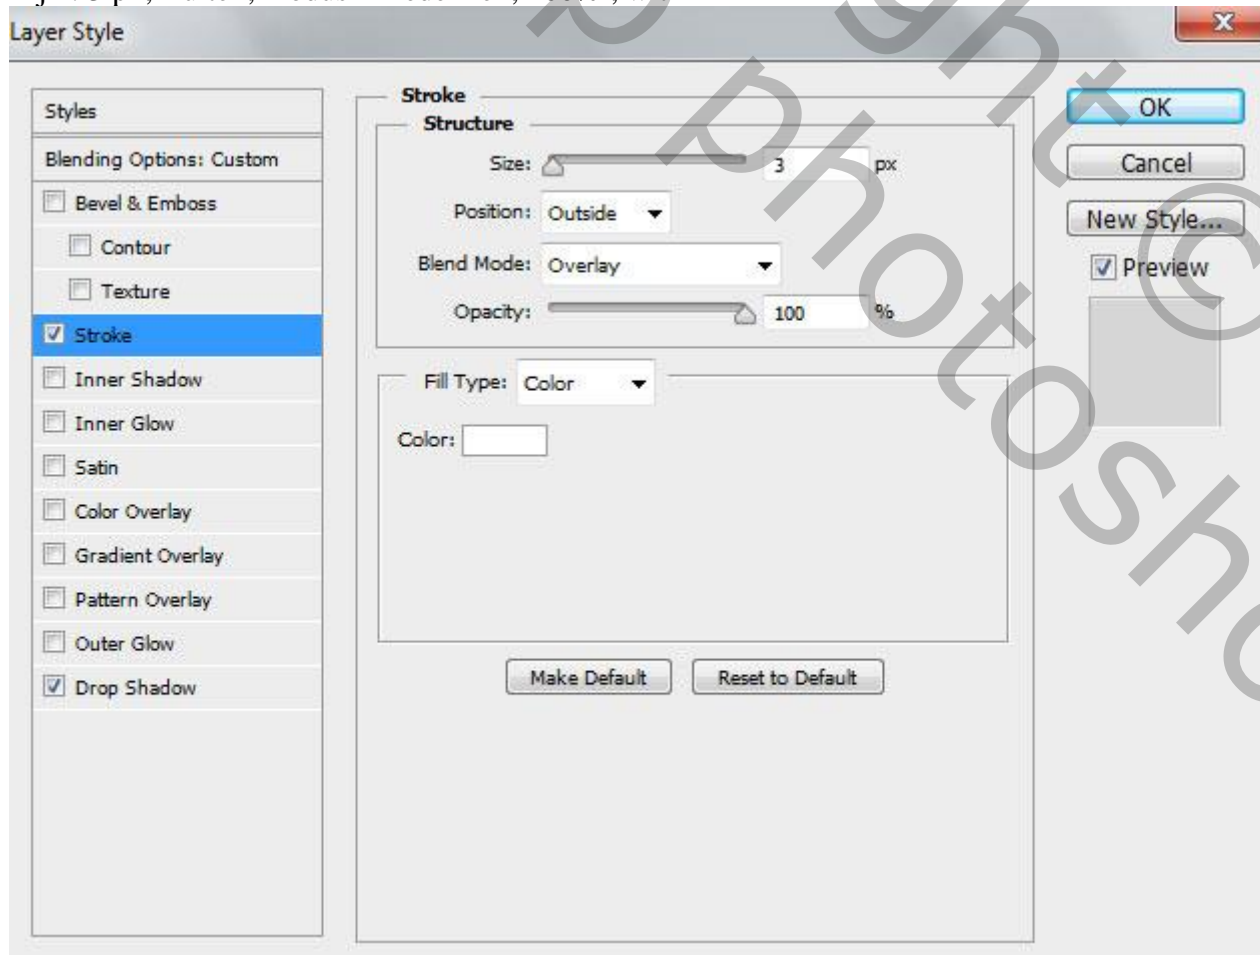 Layer Style
Styles
Blending Options: Custom
Bevel & Emboss
Contour
Texture
Stroke
Inner Shadow
Inner Glow
Satin
Color Overlay
Gradient Overlay
Pattern Overlay
Outer Glow
Drop Shadow
Stroke
Structure
Size: 3 px
Position: Outside
Blend Mode: Overlay
Opacity: 100 %
Fill Type: Color
Color:
Make Default Reset to Default
OK
Cancel
New Style...
Preview